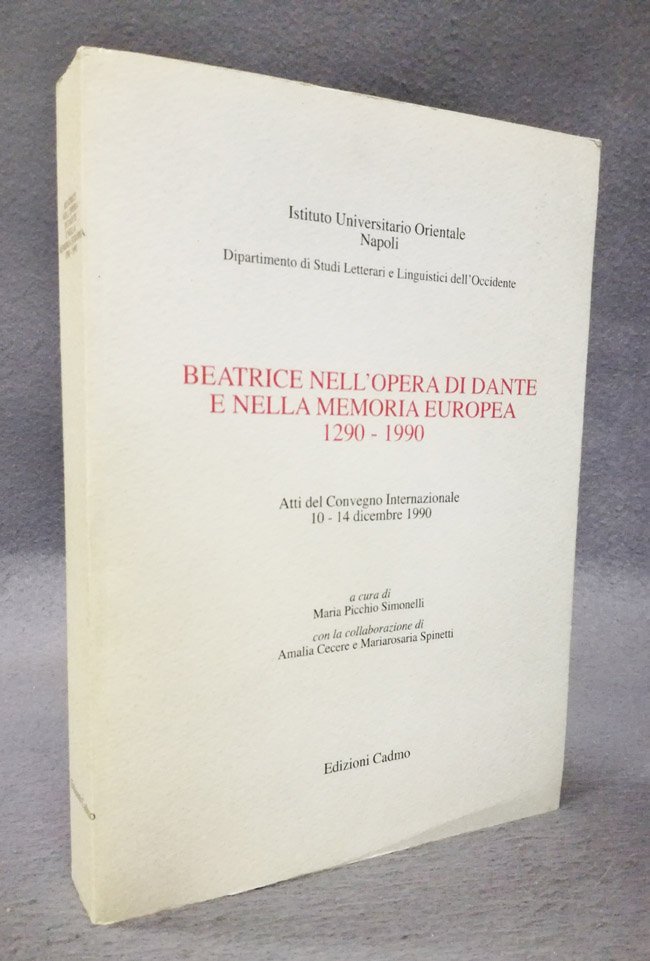 Istituto Universitario Orientale
Napoli
Dipartimento di Studi Letterari e Linguistici dell'Occidente
BEATRICE NELL'OPERA DI DANTE
E NELLA MEMORIA EUROPEA
1290 - 1990
Atti del Convegno Internazionale
10 - 14 dicembre 1990
a cura di
Maria Picchio Simonelli
con la collaborazione di
Amalia Cecere e Mariarosaria Spinetti
Edizioni Cadmo